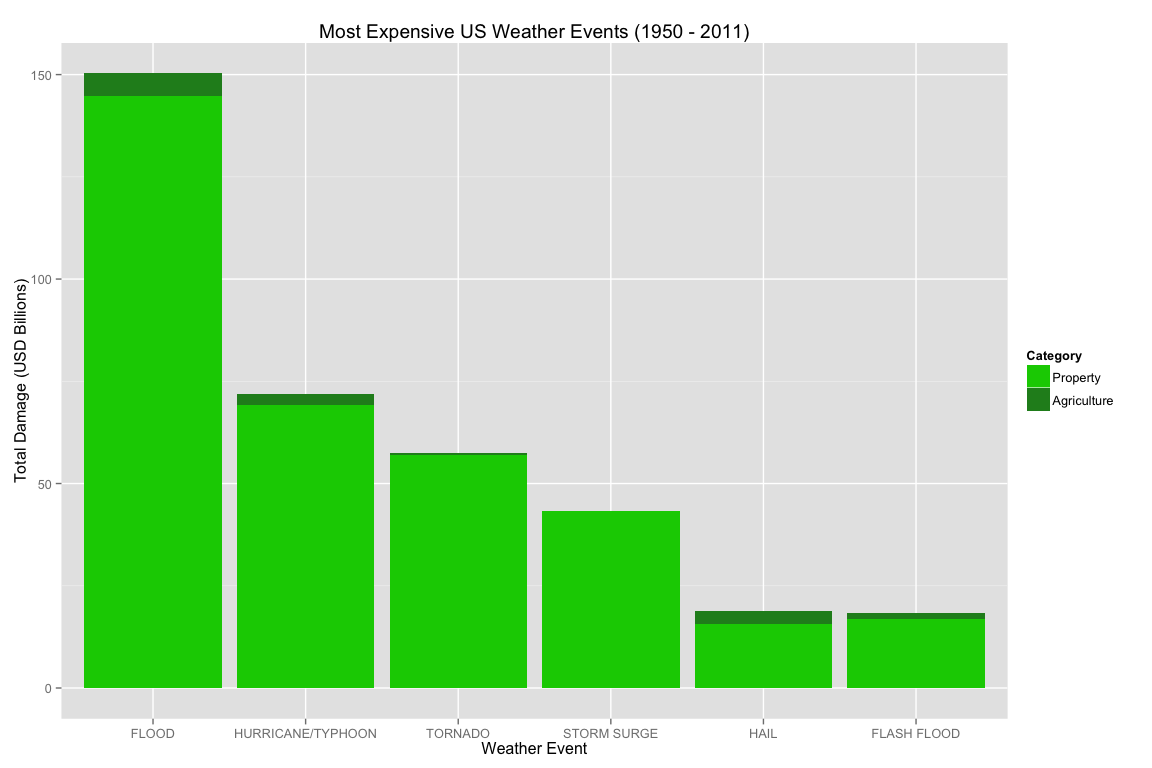 Most Expensive US Weather Events (1950 - 2011)
Total Damage (USD Billions)
150
100
50
0
FLOOD
HURRICANE/TYPHOON
TORNADO
STORM SURGE
HAIL
FLASH FLOOD
Weather Event
Category
Property
Agriculture